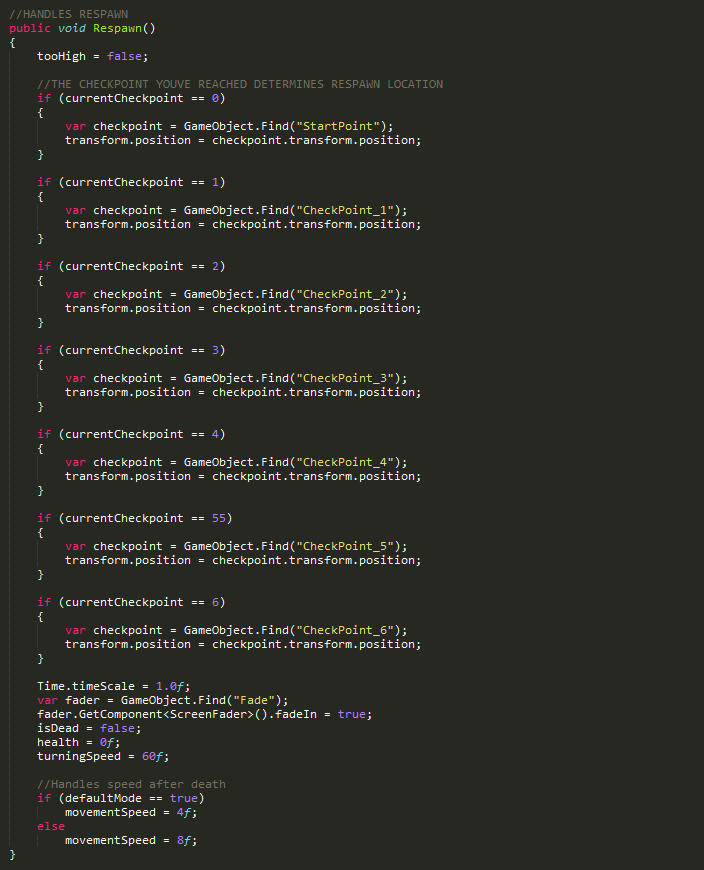 //HANDLES RESPAWN
public void Respawn()
{
    tooHigh = false;

    //THE CHECKPOINT YOUVE REACHED DETERMINES RESPAWN LOCATION
    if (currentCheckpoint == 0)
    {
        var checkpoint = GameObject.Find("StartPoint");
        transform.position = checkpoint.transform.position;
    }

    if (currentCheckpoint == 1)
    {
        var checkpoint = GameObject.Find("CheckPoint_1");
        transform.position = checkpoint.transform.position;
    }

    if (currentCheckpoint == 2)
    {
        var checkpoint = GameObject.Find("CheckPoint_2");
        transform.position = checkpoint.transform.position;
    }

    if (currentCheckpoint == 3)
    {
        var checkpoint = GameObject.Find("CheckPoint_3");
        transform.position = checkpoint.transform.position;
    }

    if (currentCheckpoint == 4)
    {
        var checkpoint = GameObject.Find("CheckPoint_4");
        transform.position = checkpoint.transform.position;
    }

    if (currentCheckpoint == 55)
    {
        var checkpoint = GameObject.Find("CheckPoint_5");
        transform.position = checkpoint.transform.position;
    }

    if (currentCheckpoint == 6)
    {
        var checkpoint = GameObject.Find("CheckPoint_6");
        transform.position = checkpoint.transform.position;
    }

    Time.timeScale = 1.0f;
    var fader = GameObject.Find("Fade");
    fader.GetComponent<ScreenFader>().fadeIn = true;
    isDead = false;
    health = 0f;
    turningSpeed = 60f;

    //Handles speed after death
    if (defaultMode == true)
        movementSpeed = 4f;
    else
        movementSpeed = 8f;
}